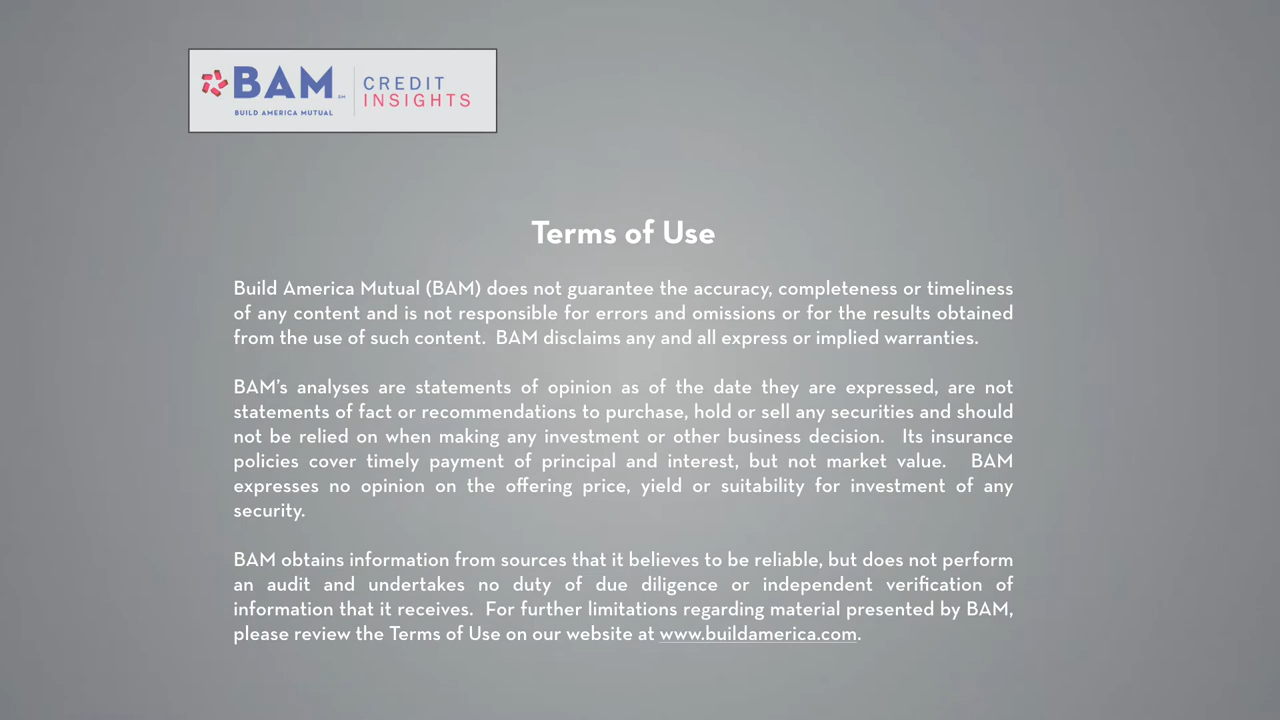 BAM SM
BUILD AMERICA MUTUAL
CREDIT
INSIGHTS
Terms of Use
Build America Mutual (BAM) does not guarantee the accuracy, completeness or timeliness
of any content and is not responsible for errors and omissions or for the results obtained
from the use of such content.  BAM disclaims any and all express or implied warranties.
BAM's analyses are statements of opinion as of the date they are expressed, are not
statements of fact or recommendations to purchase, hold or sell any securities and should
not be relied on when making any investment or other business decision.  Its insurance
policies cover timely payment of principal and interest, but not market value.  BAM
expresses no opinion on the offering price, yield or suitability for investment of any
security.
BAM obtains information from sources that it believes to be reliable, but does not perform
an audit and undertakes no duty of due diligence or independent verification of
information that it receives.  For further limitations regarding material presented by BAM,
please review the Terms of Use on our website at www.buildamerica.com.